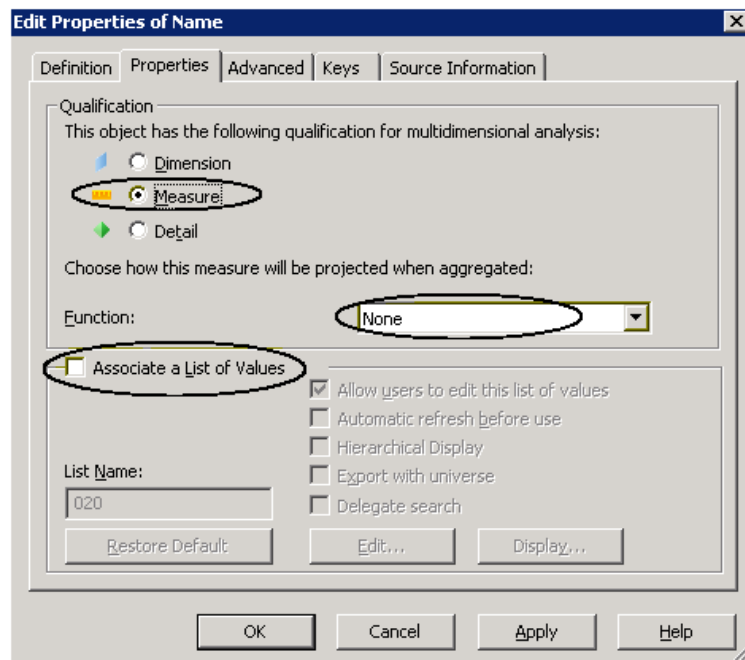 Edit Properties of Name
Definition Properties Advanced Keys Source Information
Qualification
This object has the following qualification for multidimensional analysis:
Dimension
Measure
Detail
Choose how this measure will be projected when aggregated:
Function: None
Associate a List of Values
Allow users to edit this list of values
Automatic refresh before use
Hierarchical Display
List Name:
Export with universe
020
Delegate search
Restore Default Edit... Display...
OK Cancel Apply Help